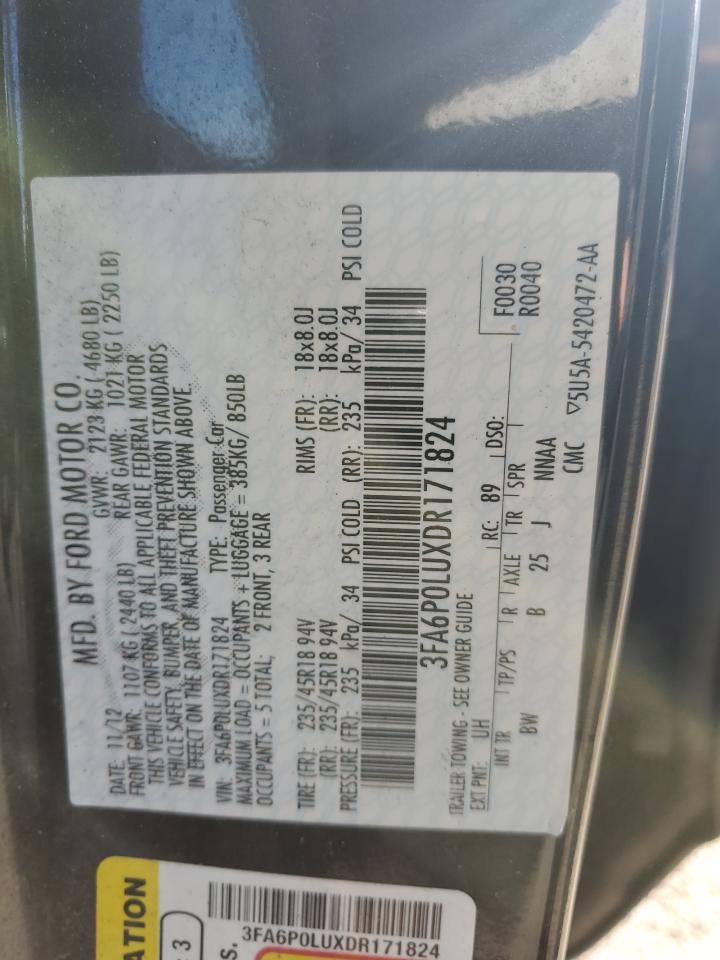 MFD. BY FORD MOTOR CO.
DATE: 11/12 GVWR: 2123 KG ( 4680 LB)
FRONT GAWR: 1107 KG ( 2440 LB) REAR GAWR: 1021 KG ( 2250 LB)
THIS VEHICLE CONFORMS TO ALL APPLICABLE FEDERAL MOTOR
VEHICLE SAFETY, BUMPER, AND THEFT PREVENTION STANDARDS
IN EFFECT ON THE DATE OF MANUFACTURE SHOWN ABOVE.
VIN: 3FA6P0LUXDR171824 TYPE: Passenger Car
MAXIMUM LOAD = OCCUPANTS + LUGGAGE = 385KG/ 850LB
OCCUPANTS = 5 TOTAL; 2 FRONT, 3 REAR
TIRE (FR): 235/45R18 94V RIMS (FR): 18x8.0J
(RR): 235/45R18 94V (RR): 18x8.0J
PRESSURE (FR): 235 kPa/ 34 PSI COLD (RR): 235 kPa/ 34 PSI COLD
3FA6P0LUXDR171824
TRAILER TOWING - SEE OWNER GUIDE
EXT PNT: UH RC: 89 DSO: F0030
R0040
INT TR TP/PS R AXLE TR SPR
BW B 25 J NNAA
CMC ▽5U5A-5420472-AA
ATION
: 3
s.
3FA6P0LUXDR171824